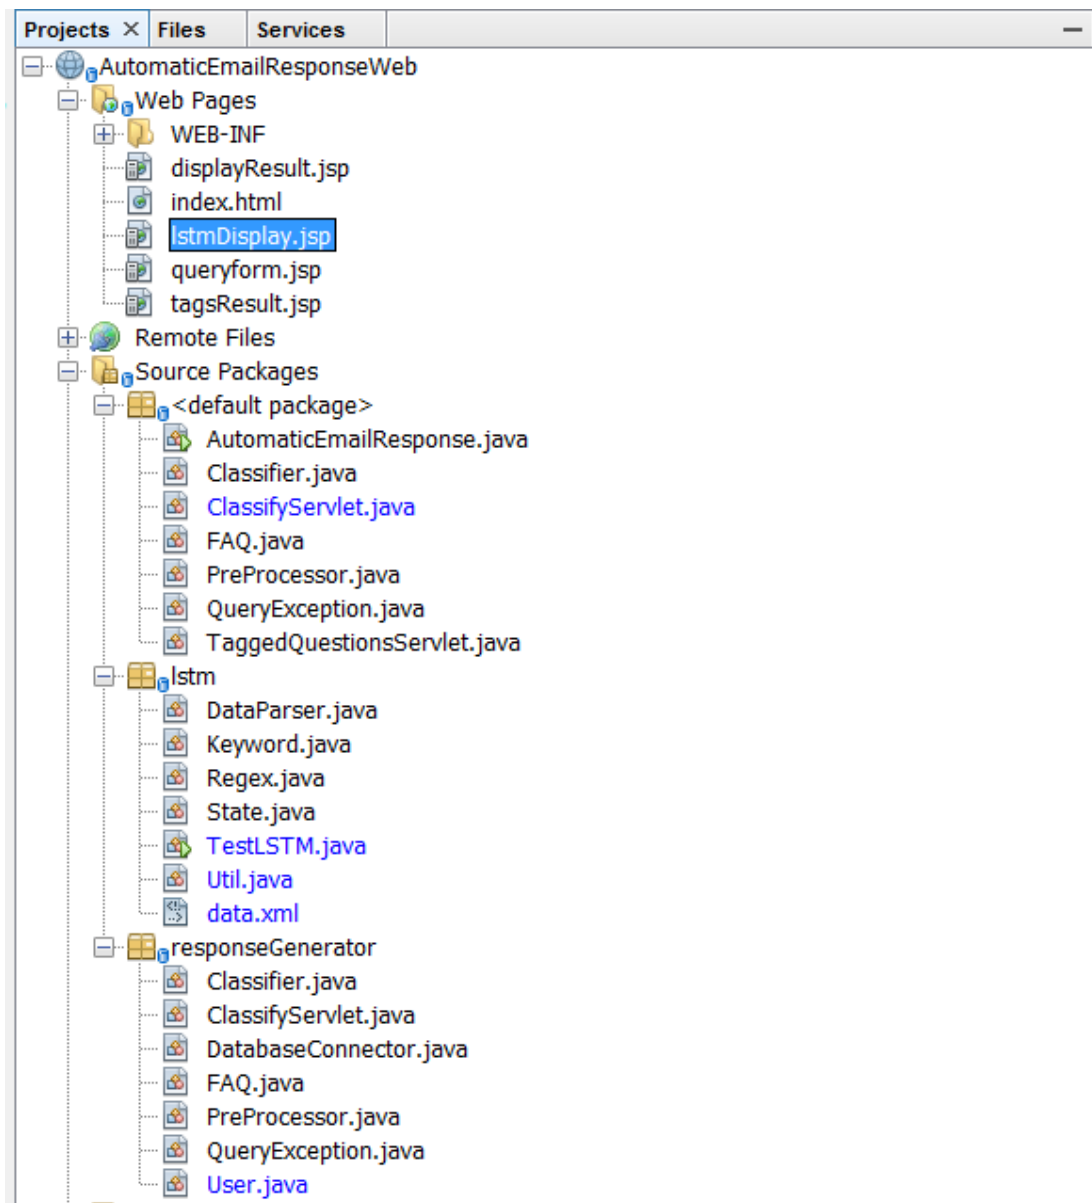 Projects Files Services
AutomaticEmailResponseWeb
Web Pages
WEB-INF
displayResult.jsp
index.html
lstmDisplay.jsp
queryform.jsp
tagsResult.jsp
Remote Files
Source Packages
<default package>
AutomaticEmailResponse.java
Classifier.java
ClassifyServlet.java
FAQ.java
PreProcessor.java
QueryException.java
TaggedQuestionsServlet.java
lstm
DataParser.java
Keyword.java
Regex.java
State.java
TestLSTM.java
Util.java
data.xml
responseGenerator
Classifier.java
ClassifyServlet.java
DatabaseConnector.java
FAQ.java
PreProcessor.java
QueryException.java
User.java